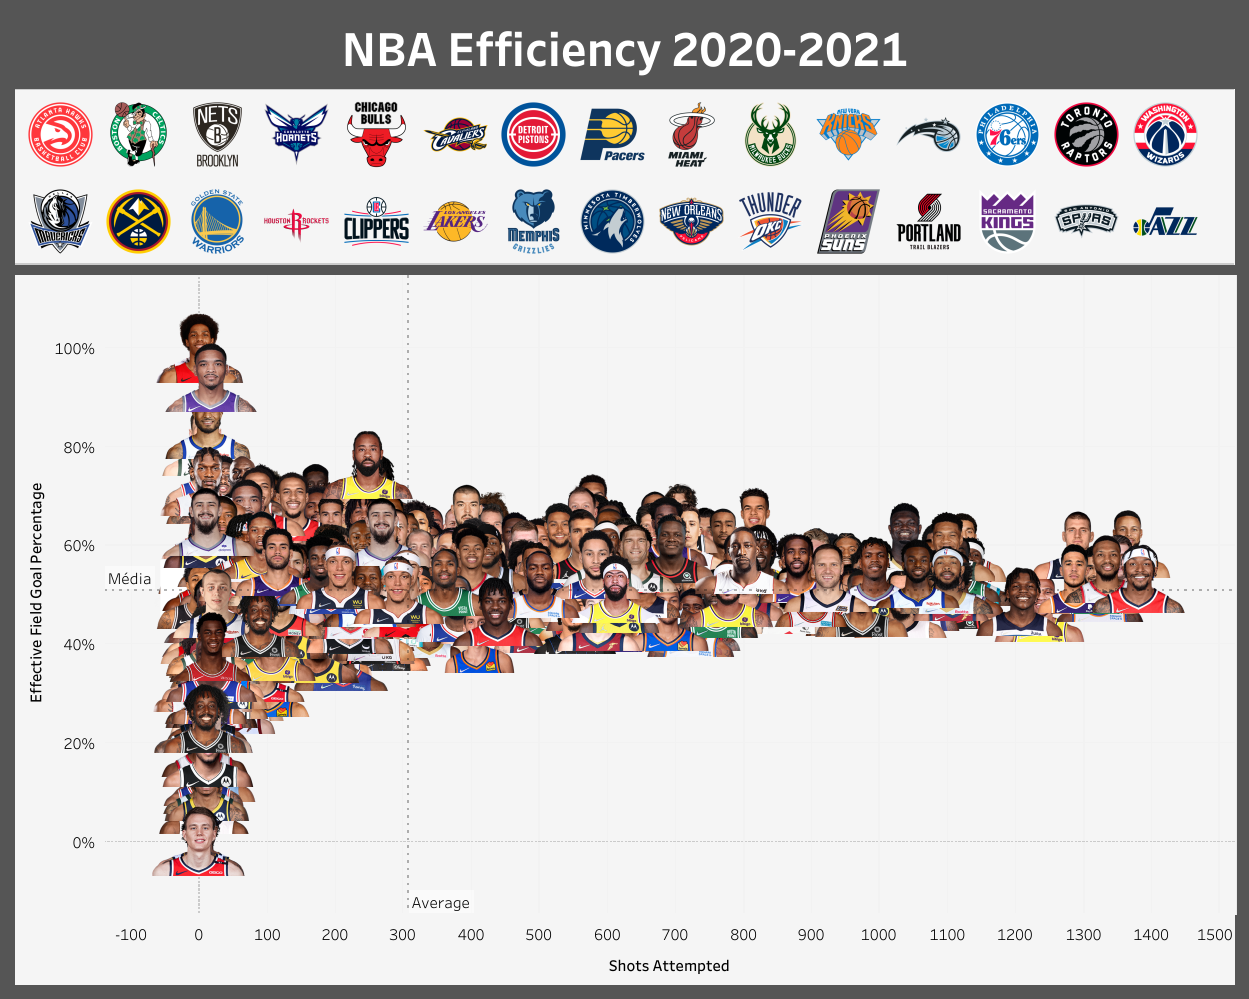 NBA Efficiency 2020-2021
ATLANTA HAWKS
BASKETBALL CLUB
BOSTON
CELTICS
NETS
B
BROOKLYN
CHARLOTTE
HORNETS
CHICAGO
BULLS
CAVALIERS
DETROIT
PISTONS
Pacers
MIAMI
HEAT
MILWAUKEE BUCKS
NEW YORK
KNICKS
PHILADELPHIA
76ers
TORONTO
RAPTORS
WASHINGTON
WIZARDS
MAVERICKS
GOLDEN STATE
WARRIORS
HOUSTON ROCKETS
CLIPPERS
LOS ANGELES
LAKERS
MEMPHIS
GRIZZLIES
MINNESOTA TIMBERWOLVES
NEW ORLEANS
PELICANS
THUNDER
OKC
PHOENIX
SUNS
PORTLAND
TRAIL BLAZERS
SACRAMENTO
KINGS
SAN ANTONIO
SPURS
JAZZ
Effective Field Goal Percentage
100%
80%
60%
Média
40%
20%
0%
Average
-100 0 100 200 300 400 500 600 700 800 900 1000 1100 1200 1300 1400 1500
Shots Attempted